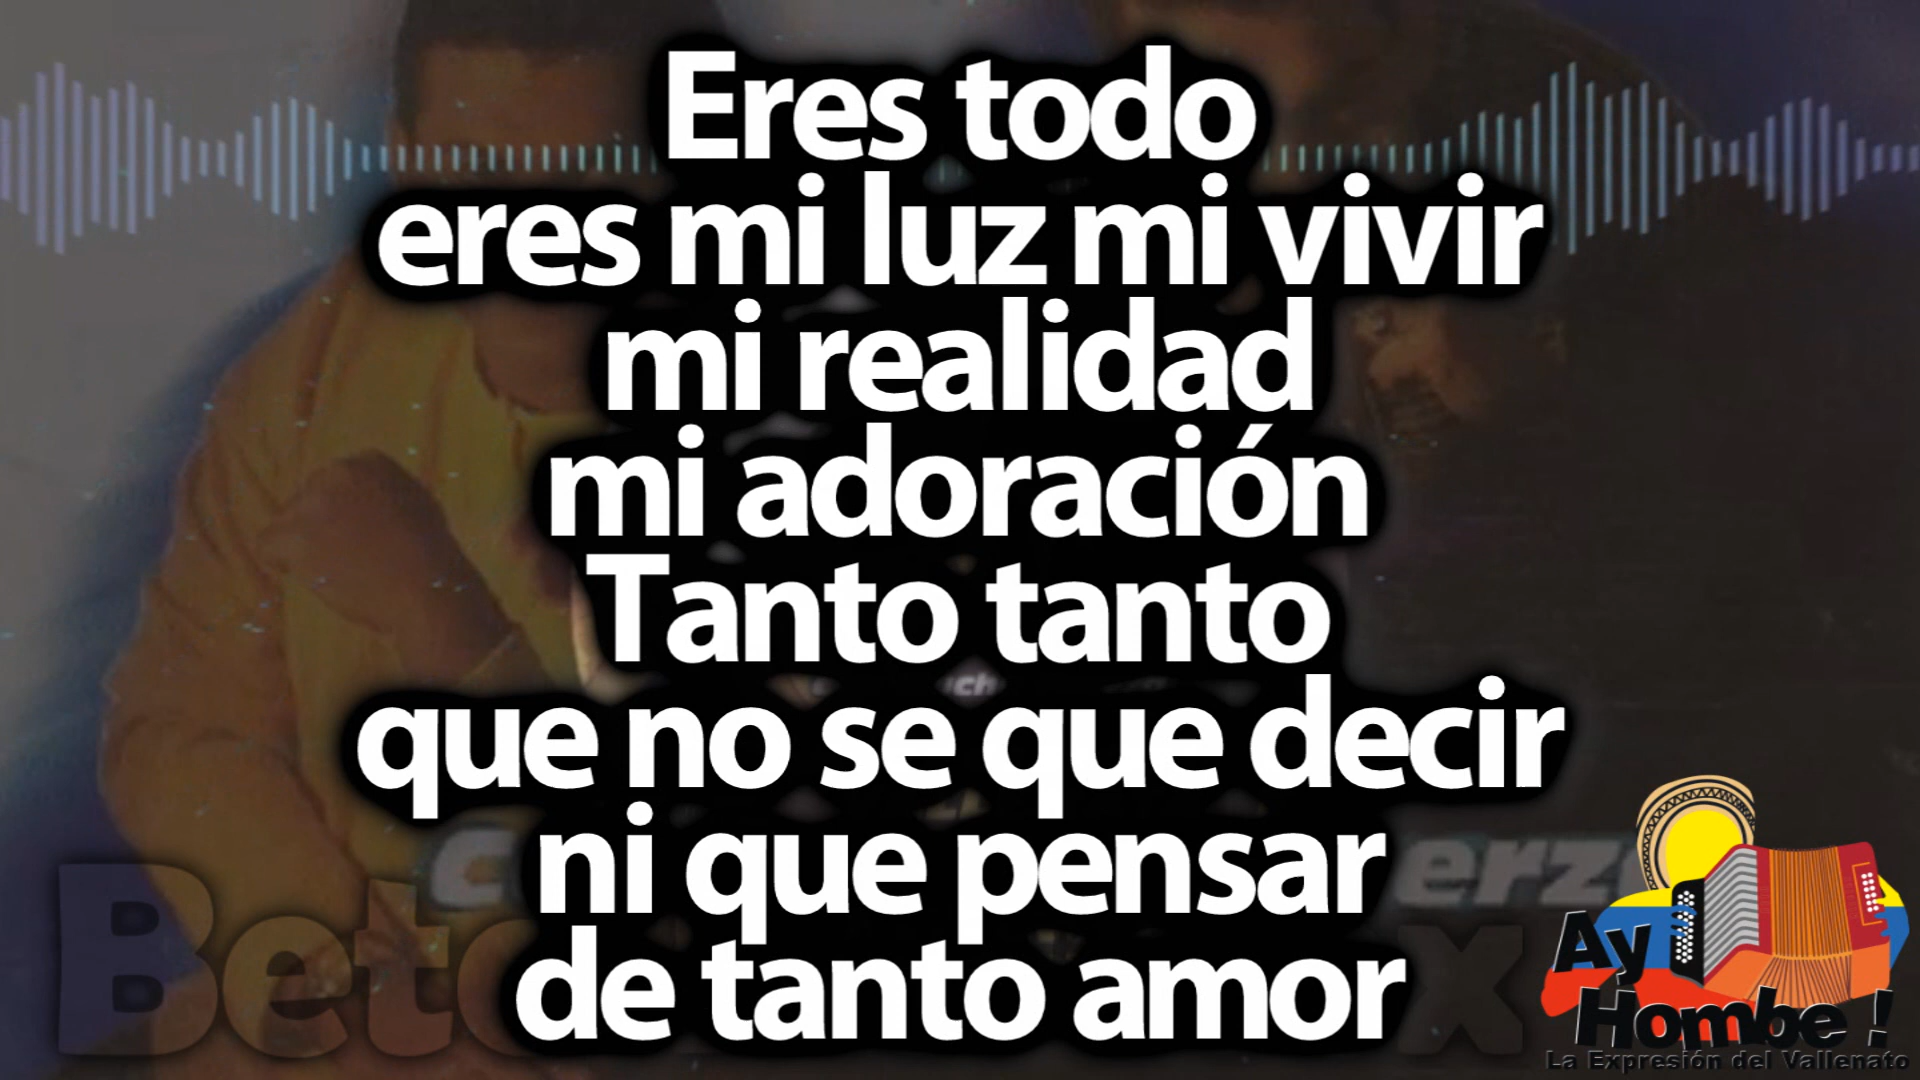 Eres todo
eres mi luz mi vivir
mi realidad
mi adoración
Tanto tanto
que no se que decir
ni que pensar
de tanto amor
Ay
Hombe !
La Expresión del Vallenato